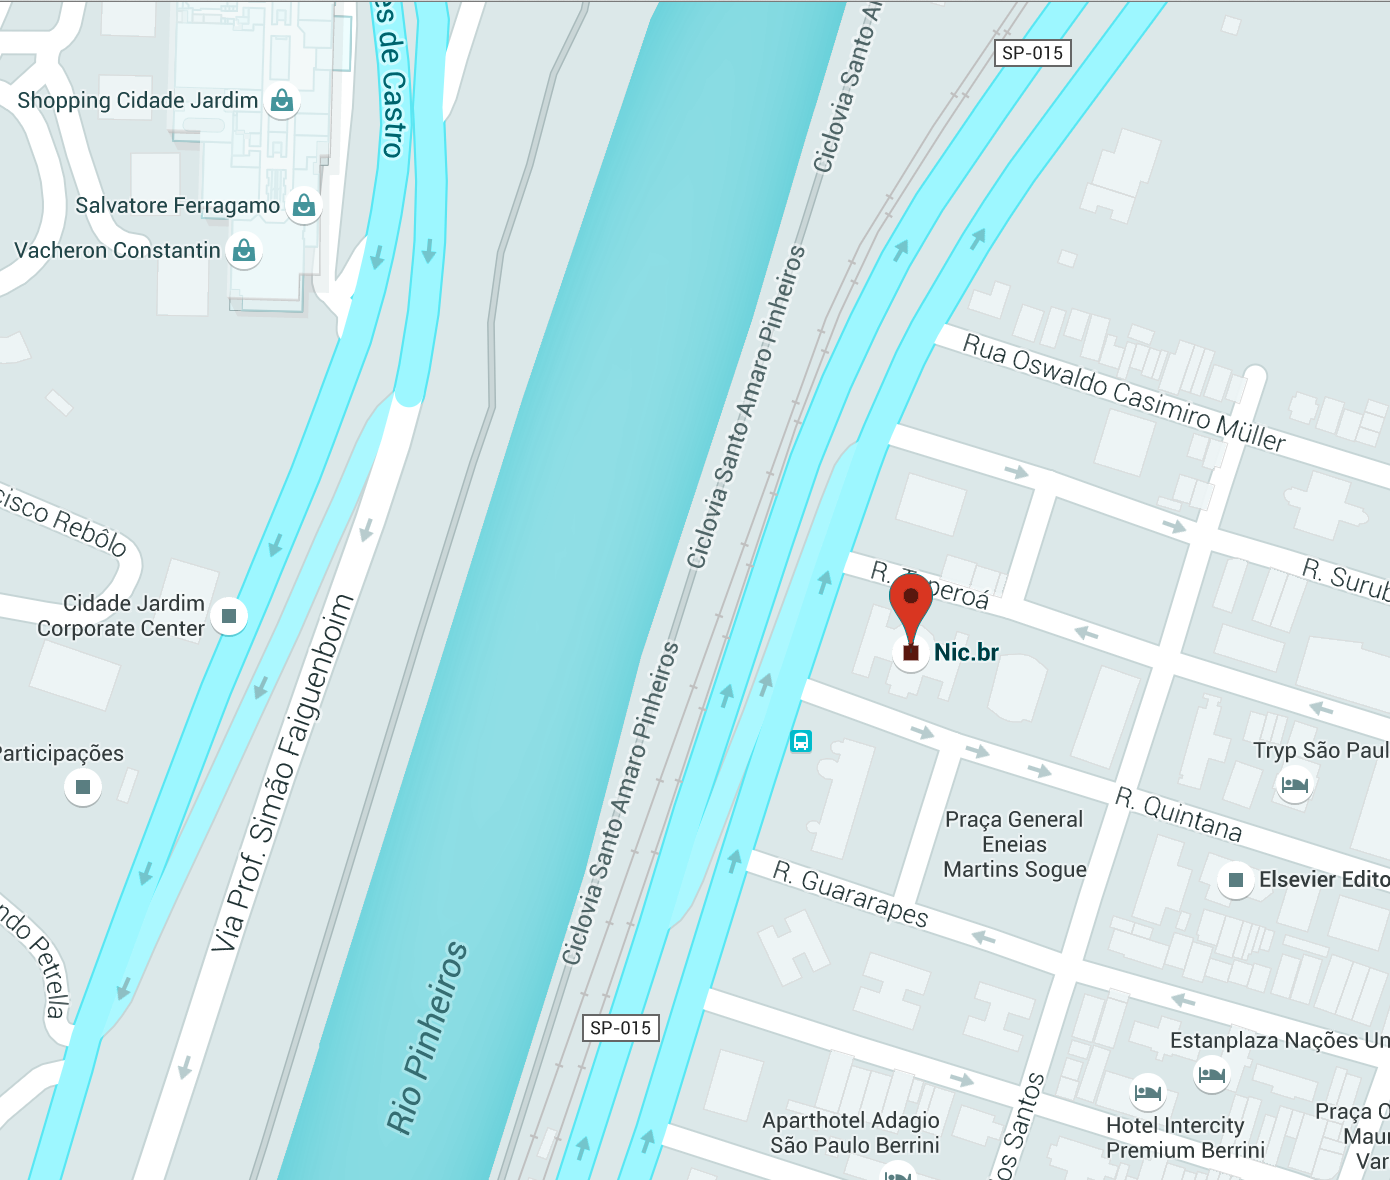 es de Castro
Ciclovia Santo A
SP-015
Shopping Cidade Jardim
Salvatore Ferragamo
Vacheron Constantin
Ciclovia Santo Amaro Pinheiros
Rua Oswaldo Casimiro Müller
cisco Rebôlo
R. Surub
Cidade Jardim
Corporate Center
Nic.br
Via Prof. Simão Faiguenboim
Ciclovia Santo Amaro Pinheiros
Participações
Tryp São Paul
R. Quintana
Praça General
Eneias
Martins Sogue
Elsevier Edito
R. Guararapes
ndo Petrella
Rio Pinheiros
SP-015
Estanplaza Nações Un
os Santos
Aparthotel Adagio
São Paulo Berrini
Hotel Intercity
Premium Berrini
Praça O
Mau
Var